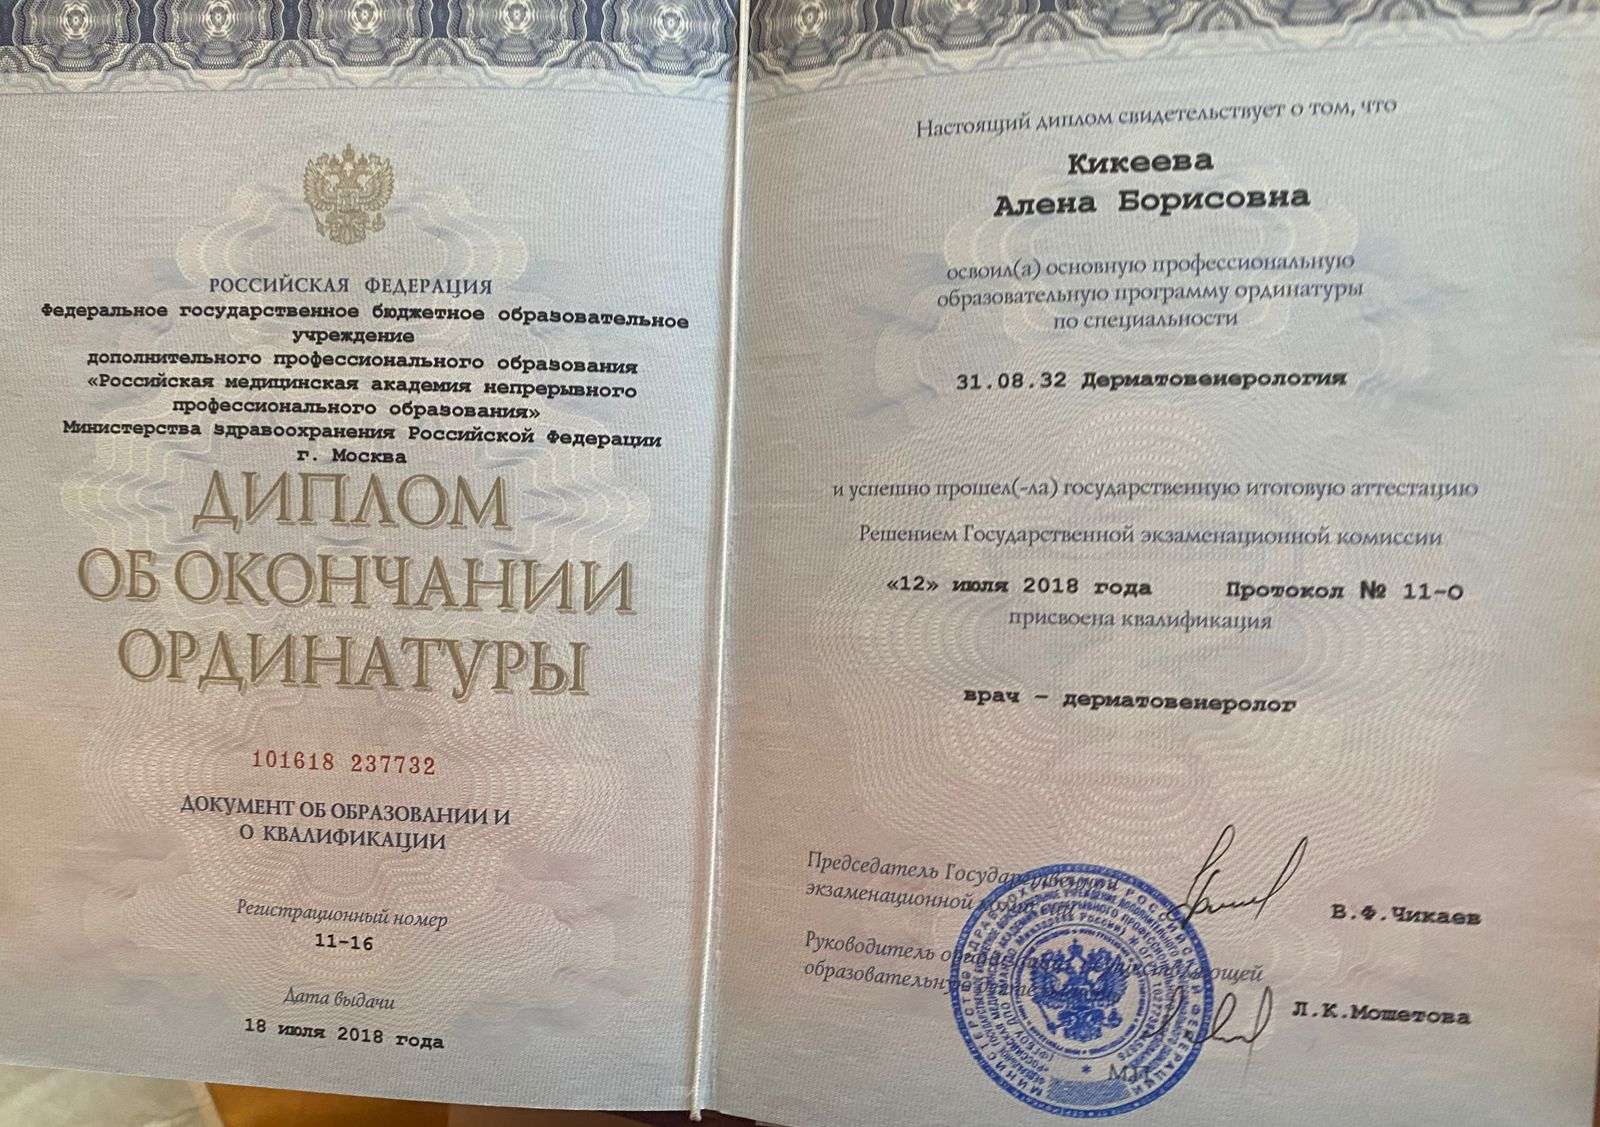 РОССИЙСКАЯ ФЕДЕРАЦИЯ
Федеральное государственное бюджетное образовательное
учреждение
дополнительного профессионального образования
«Российская медицинская академия непрерывного
профессионального образования»
Министерства здравоохранения Российской Федерации
г. Москва
ДИПЛОМ
ОБ ОКОНЧАНИИ
ОРДИНАТУРЫ
101618 237732
ДОКУМЕНТ ОБ ОБРАЗОВАНИИ И
О КВАЛИФИКАЦИИ
Регистрационный номер
11-16
Дата выдачи
18 июля 2018 года
Настоящий диплом свидетельствует о том, что
Кикеева
Алена Борисовна
освоил(а) основную профессиональную
образовательную программу ординатуры
по специальности
31.08.32 Дерматовенерология
и успешно прошел(-ла) государственную итоговую аттестацию
Решением Государственной экзаменационной комиссии
«12» июля 2018 года Протокол № 11-О
присвоена квалификация
врач - дерматовенеролог
Председатель Государственной
экзаменационной
В.Ф.Чикаев
Руководитель
образовательную
Л.К.Мошетова